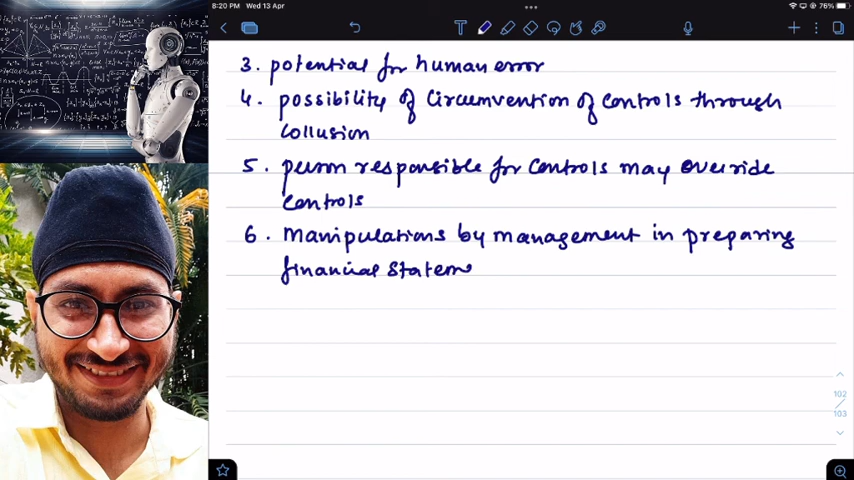 8:20 PM Wed 13 Apr
76%
3. potential for human error
4. possibility of Circumvention of controls through
collusion
5. person responsible for controls may override
controls
6. Manipulations by management in preparing
financial Statem
102
103